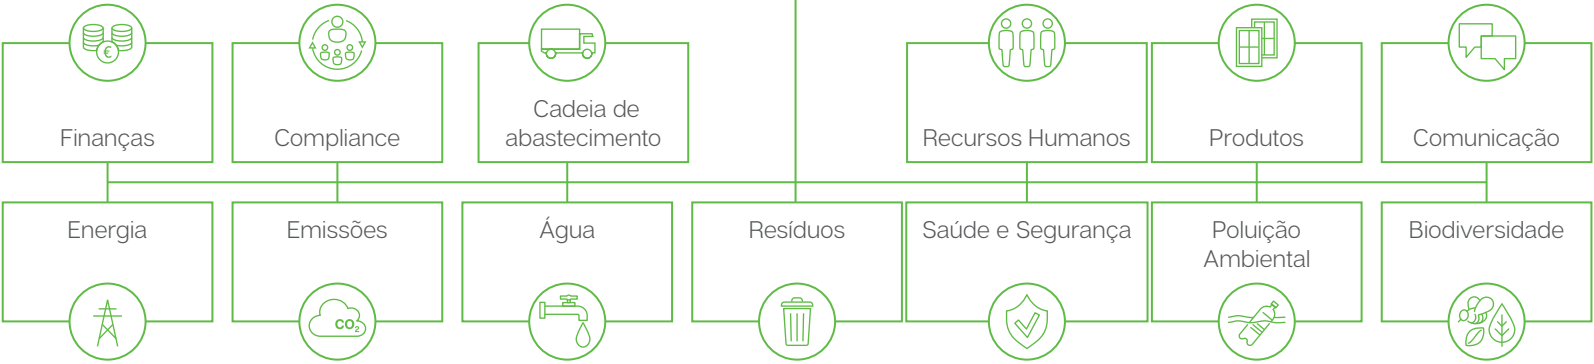 €
Finanças
Compliance
Cadeia de
abastecimento
Recursos Humanos
Produtos
Comunicação
Energia
Emissões
Água
Resíduos
Saúde e Segurança
Poluição
Ambiental
Biodiversidade
CO₂